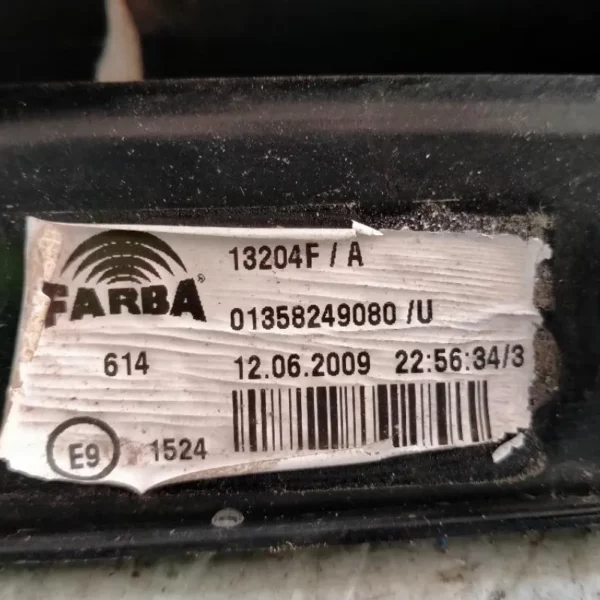 FARBA®
13204F / A
01358249080 /U
614
12.06.2009 22:56:34/3
E9
1524